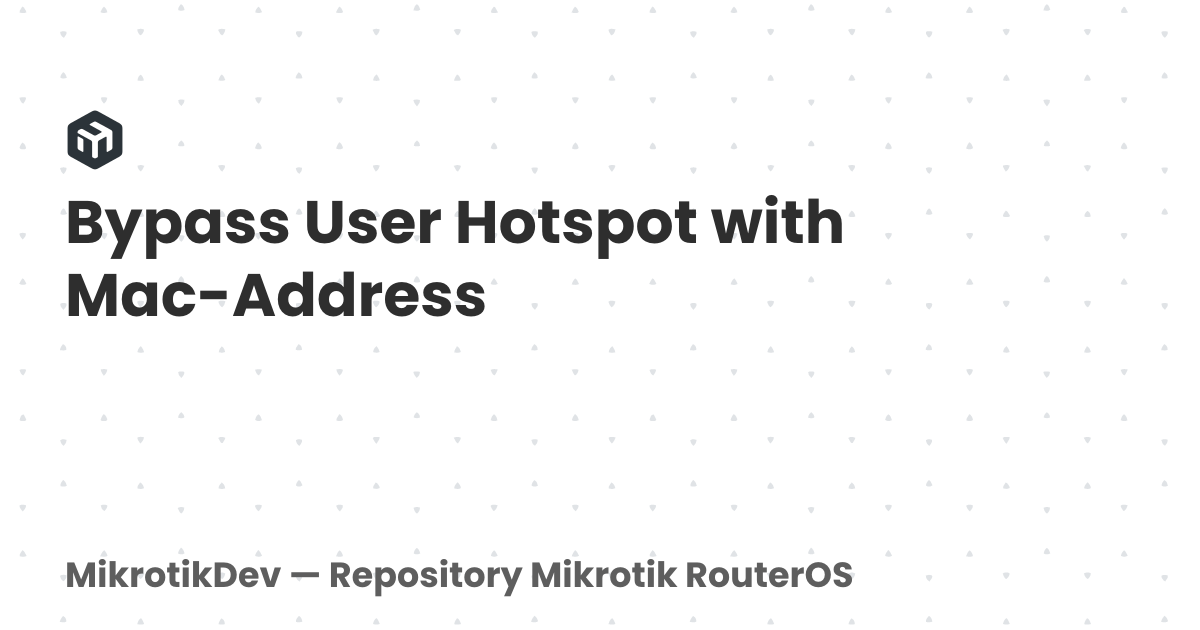 Bypass User Hotspot with
Mac-Address
MikrotikDev — Repository Mikrotik RouterOS